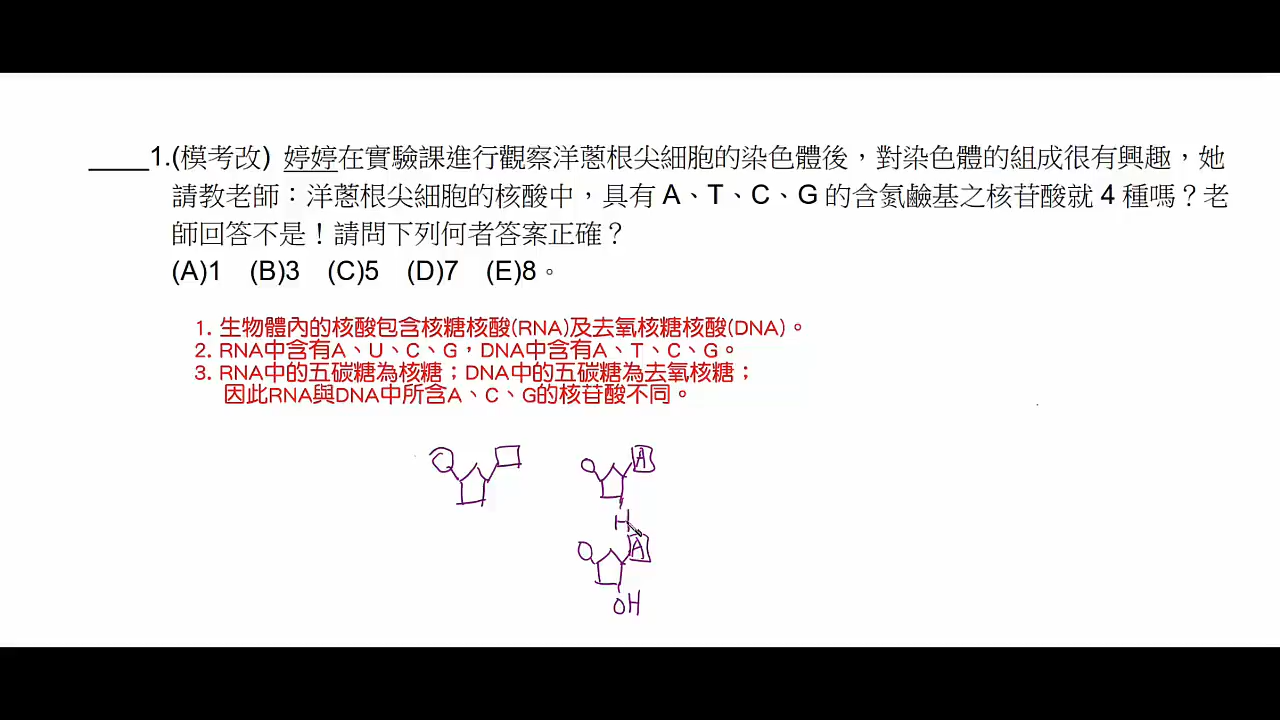 ____1.(模考改) 婷婷在實驗課進行觀察洋蔥根尖細胞的染色體後，對染色體的組成很有興趣，她
請教老師：洋蔥根尖細胞的核酸中，具有 A、T、C、G 的含氮鹼基之核苷酸就 4 種嗎？老
師回答不是！請問下列何者答案正確？
(A)1 (B)3 (C)5 (D)7 (E)8。
1. 生物體內的核酸包含核糖核酸(RNA)及去氧核糖核酸(DNA)。
2. RNA中含有A、U、C、G，DNA中含有A、T、C、G。
3. RNA中的五碳糖為核糖；DNA中的五碳糖為去氧核糖；
因此RNA與DNA中所含A、C、G的核苷酸不同。
A
H
A
OH